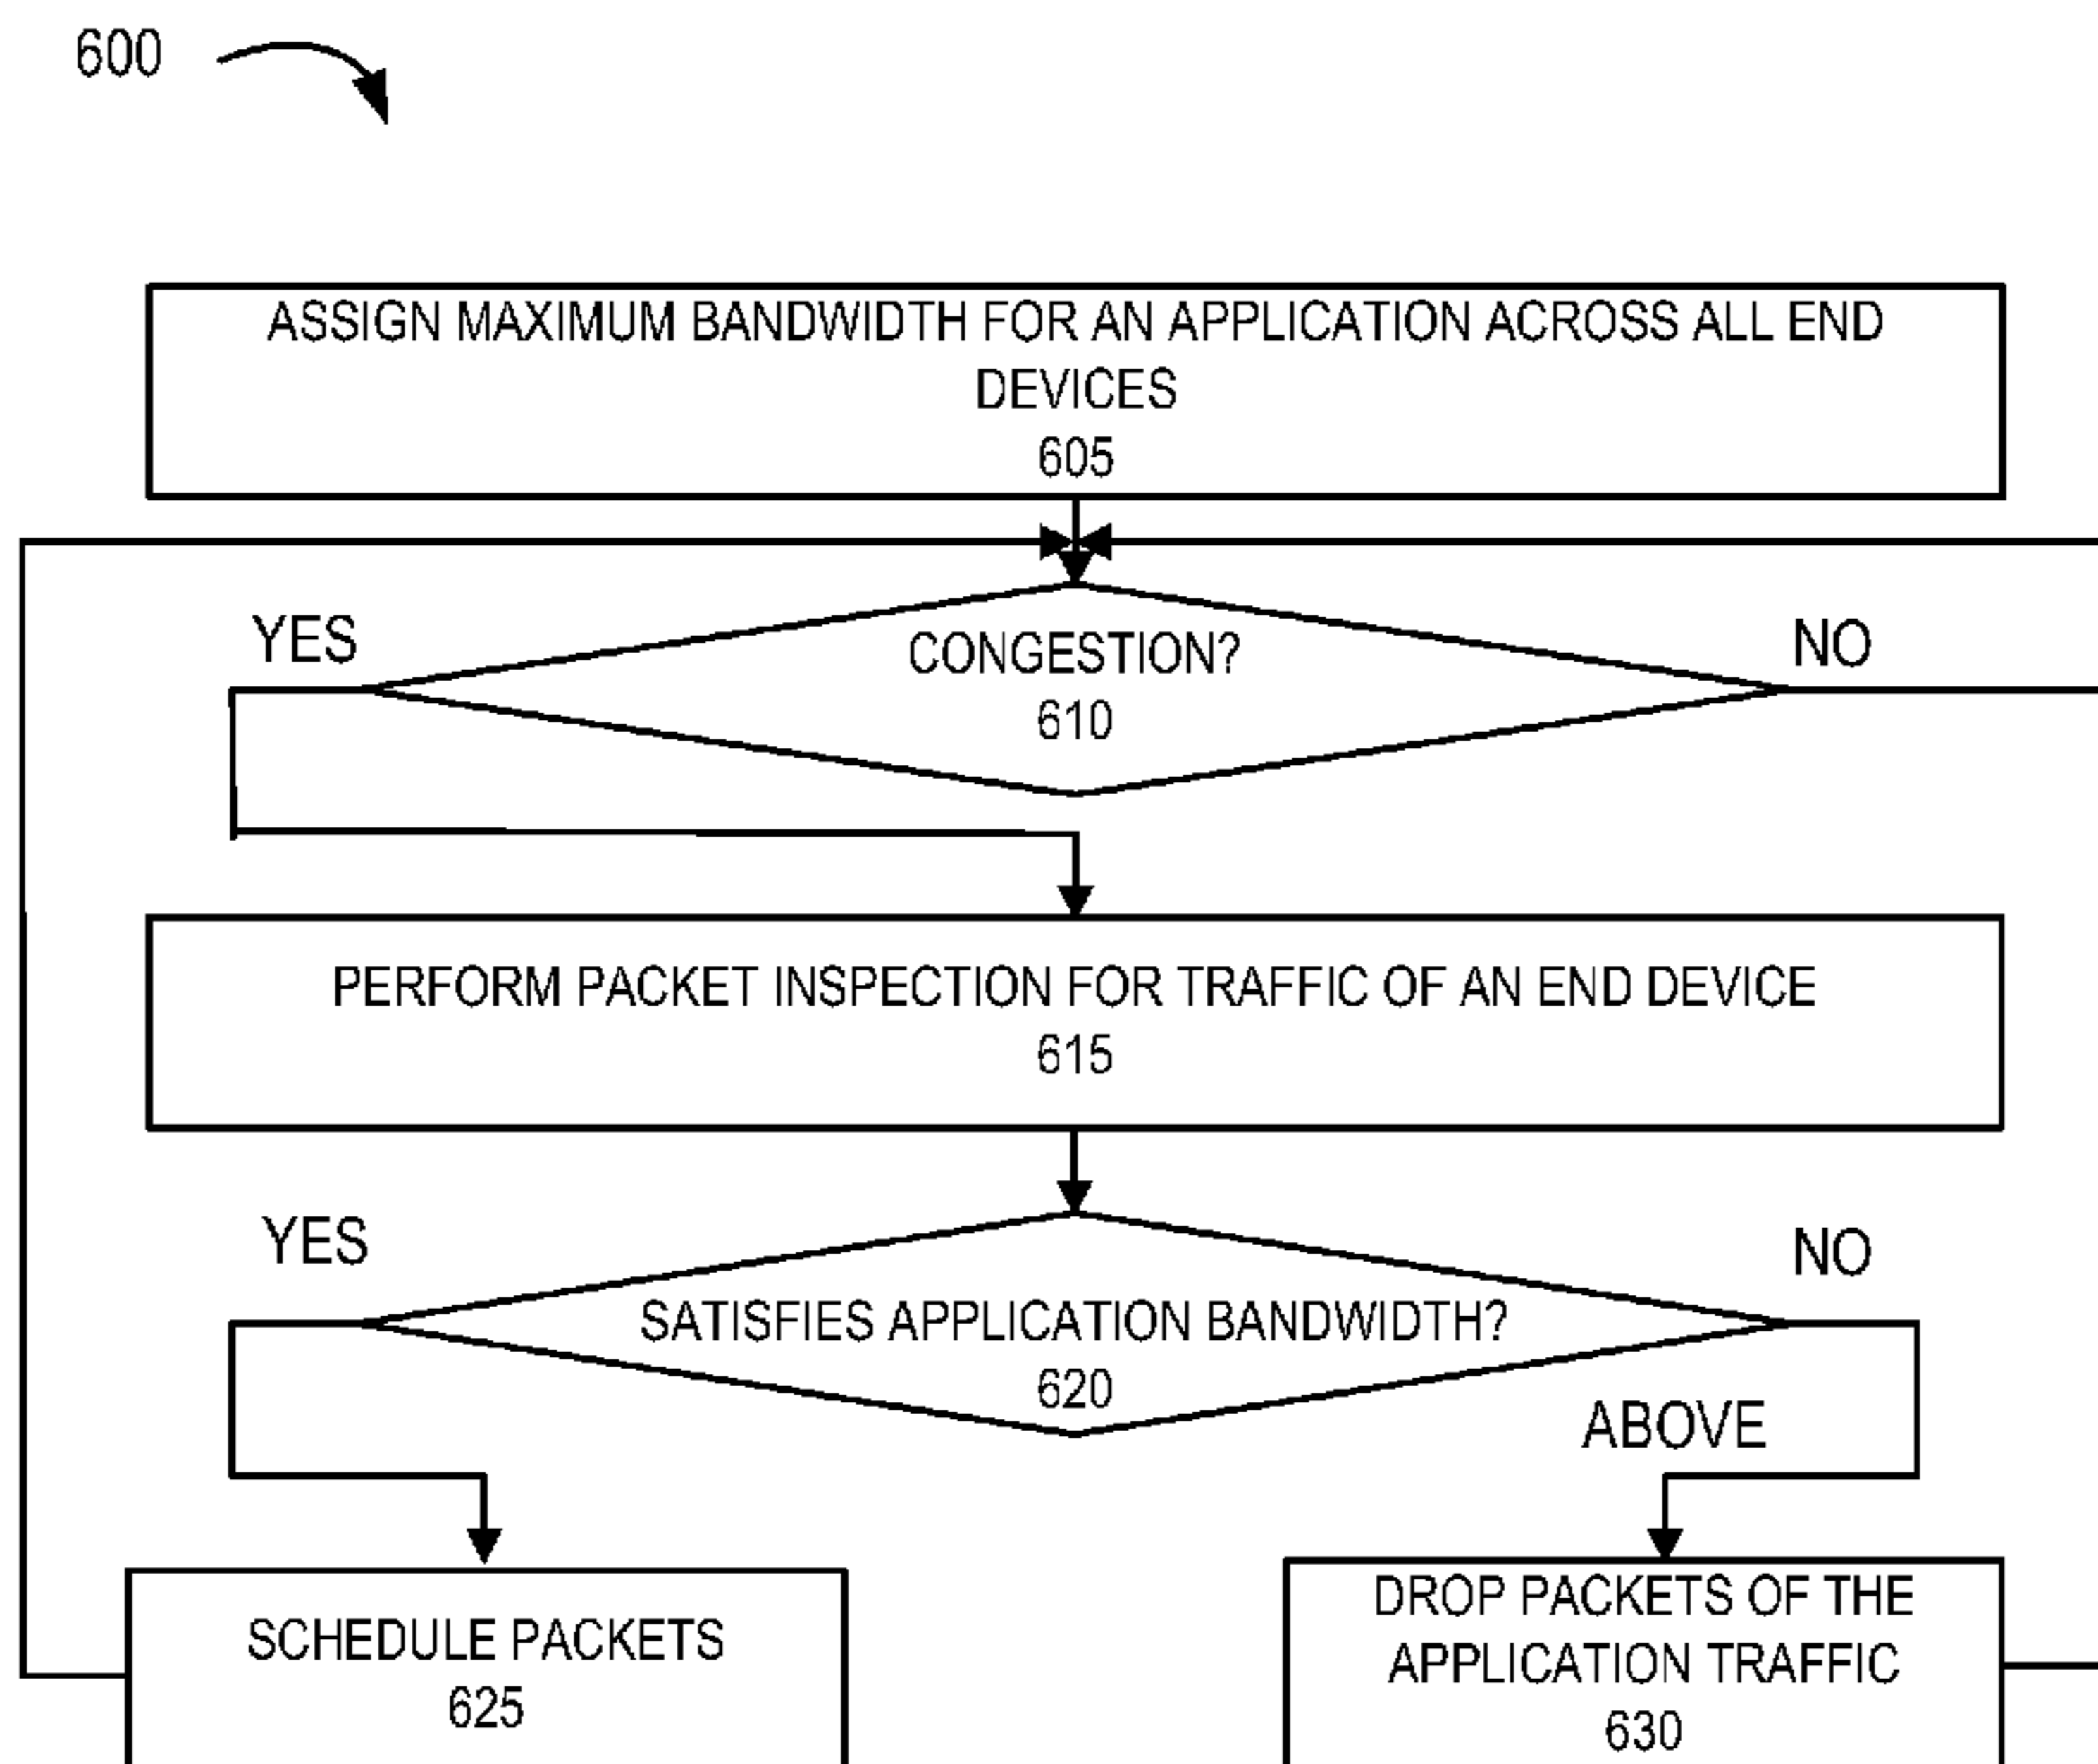 600
ASSIGN MAXIMUM BANDWIDTH FOR AN APPLICATION ACROSS ALL END
DEVICES
605
YES
NO
CONGESTION?
610
PERFORM PACKET INSPECTION FOR TRAFFIC OF AN END DEVICE
615
YES
NO
SATISFIES APPLICATION BANDWIDTH?
620
ABOVE
SCHEDULE PACKETS
625
DROP PACKETS OF THE
APPLICATION TRAFFIC
630